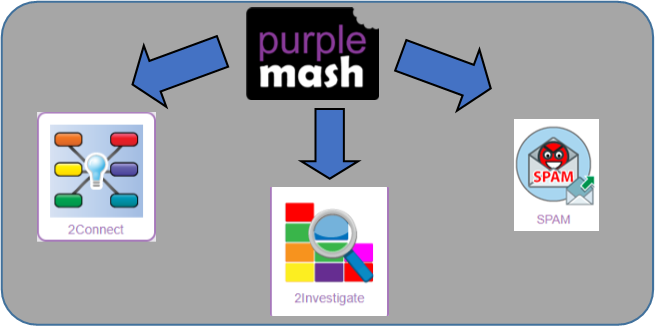 purple
mash
2Connect
SPAM
SPAM
2Investigate